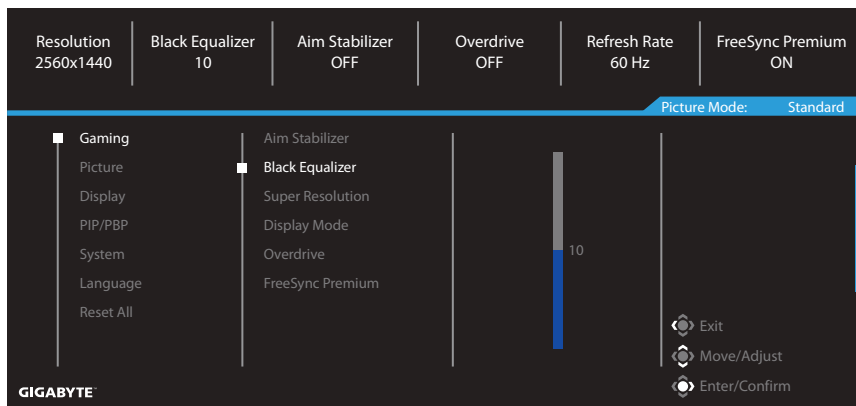 Resolution
2560x1440
Black Equalizer
10
Aim Stabilizer
OFF
Overdrive
OFF
Refresh Rate
60 Hz
FreeSync Premium
ON
Picture Mode: Standard
Gaming
Picture
Display
PIP/PBP
System
Language
Reset All
Aim Stabilizer
Black Equalizer
Super Resolution
Display Mode
Overdrive
FreeSync Premium
10
Exit
Move/Adjust
Enter/Confirm
GIGABYTE™